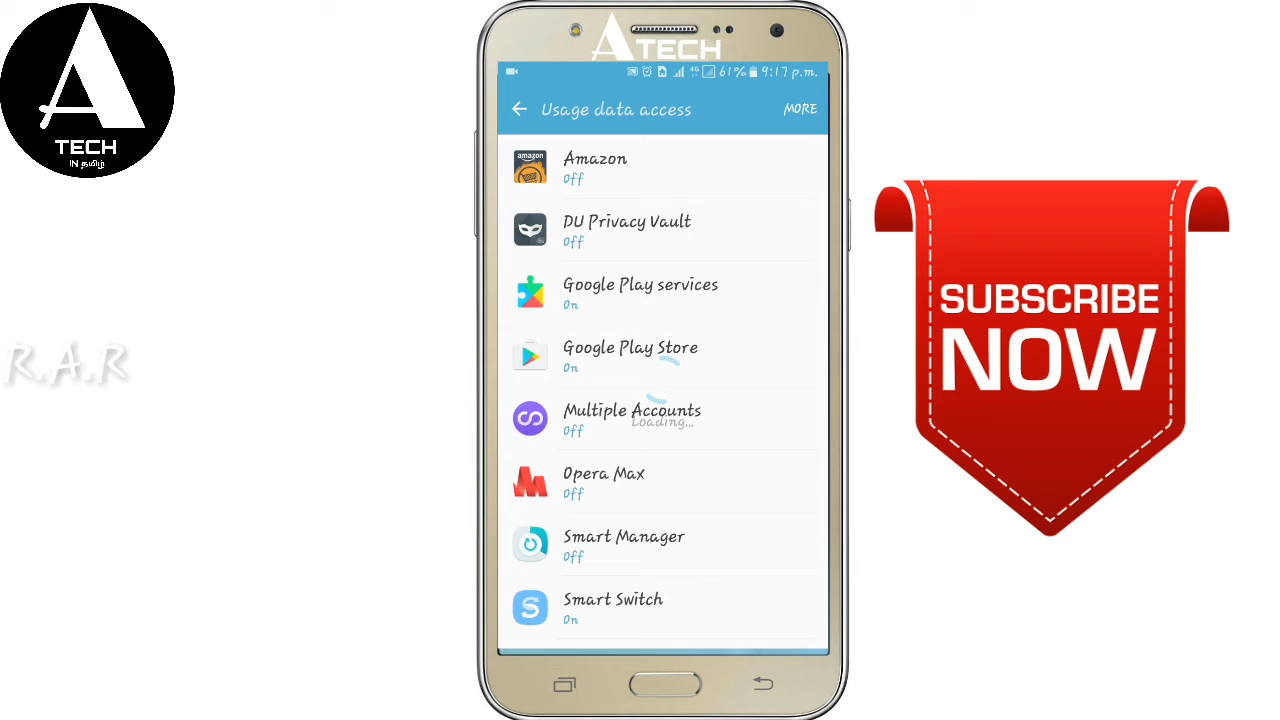 A
TECH
IN தமிழ்
R.A.R
A TECH
4G 61% 9:17 p.m.
Usage data access MORE
amazon
Amazon
Off
DU Privacy Vault
Off
Google Play services
On
Google Play Store
On
Multiple Accounts
Loading...
Off
Opera Max
Off
Smart Manager
Off
S
Smart Switch
On
SUBSCRIBE
NOW